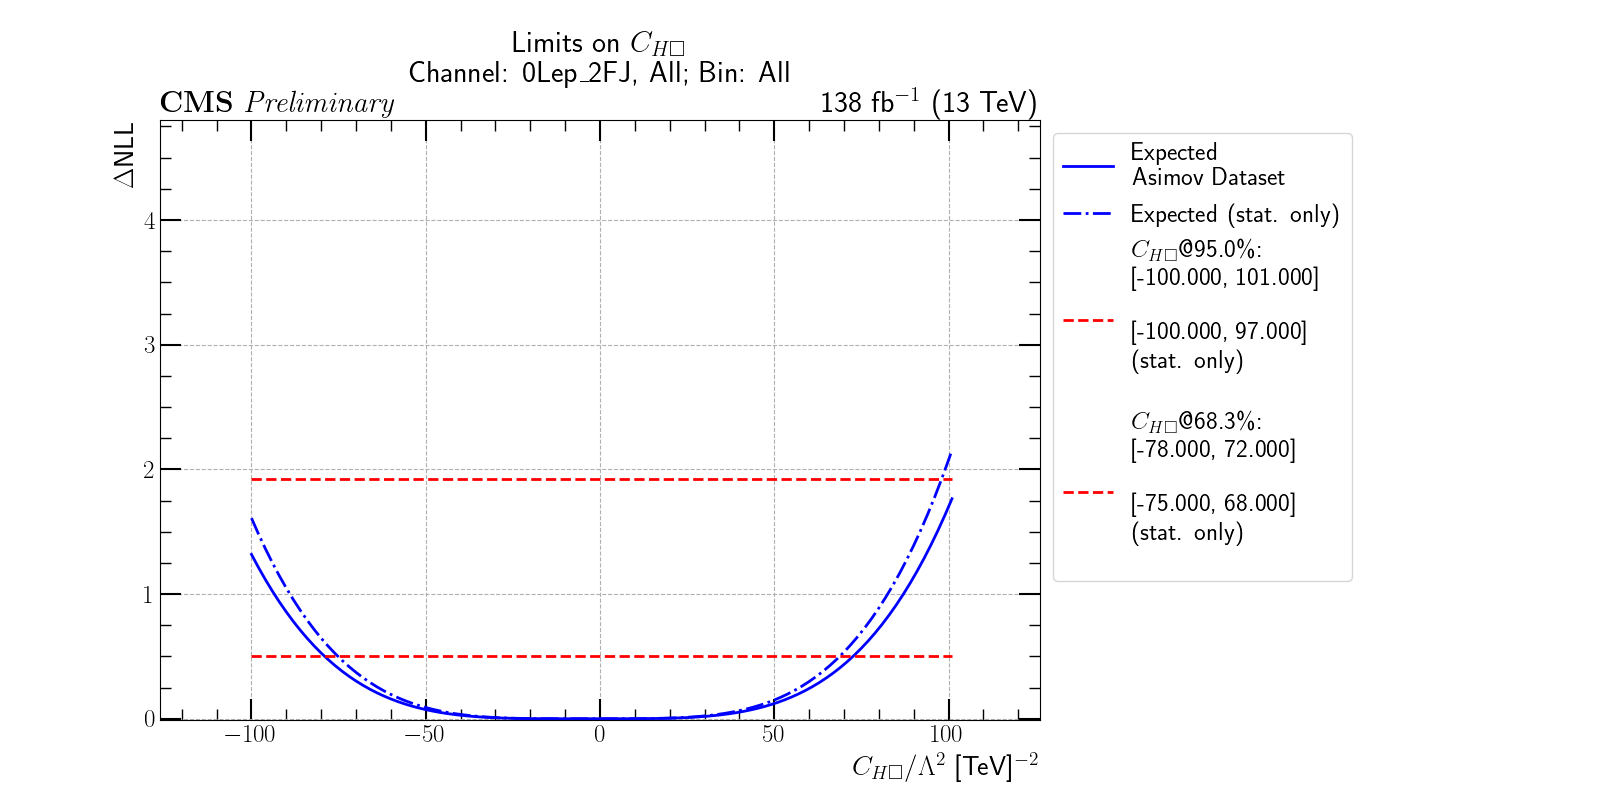 Limits on C_{H□}
Channel: 0Lep_2FJ, All; Bin: All
CMS Preliminary
138 fb⁻¹ (13 TeV)
ΔNLL
4
3
2
1
0
−100
−50
0
50
100
C_{H□}/Λ² [TeV]⁻²
Expected
Asimov Dataset
Expected (stat. only)
C_{H□}@95.0%:
[-100.000, 101.000]
[-100.000, 97.000]
(stat. only)
C_{H□}@68.3%:
[-78.000, 72.000]
[-75.000, 68.000]
(stat. only)